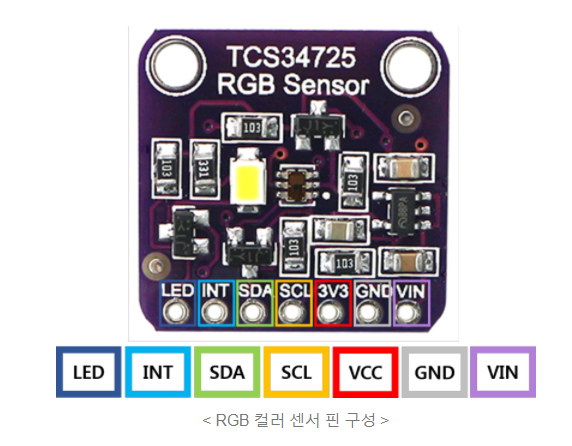 TCS34725
RGB Sensor
103
103
331
103
103
103
LED INT SDA SCL 3V3 GND VIN
LED INT SDA SCL VCC GND VIN
< RGB 컬러 센서 핀 구성 >